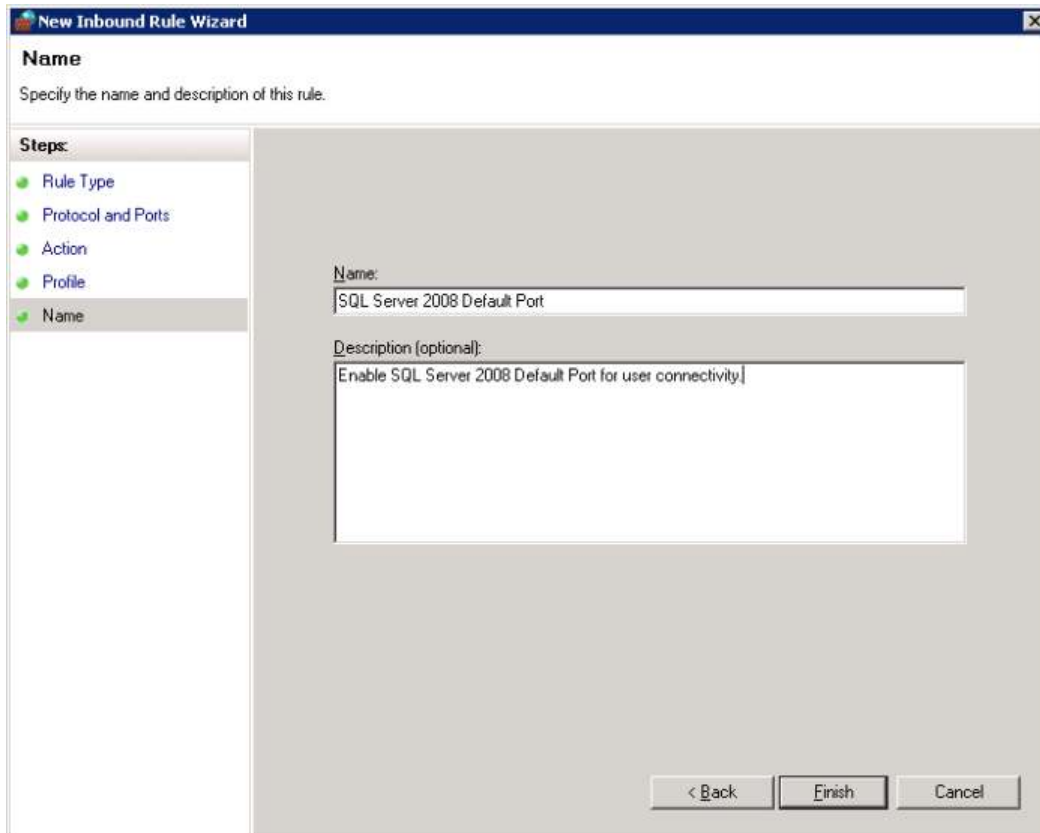 New Inbound Rule Wizard
Name
Specify the name and description of this rule.
Steps:
Rule Type
Protocol and Ports
Action
Profile
Name
Name:
SQL Server 2008 Default Port
Description (optional):
Enable SQL Server 2008 Default Port for user connectivity.
< Back
Finish
Cancel